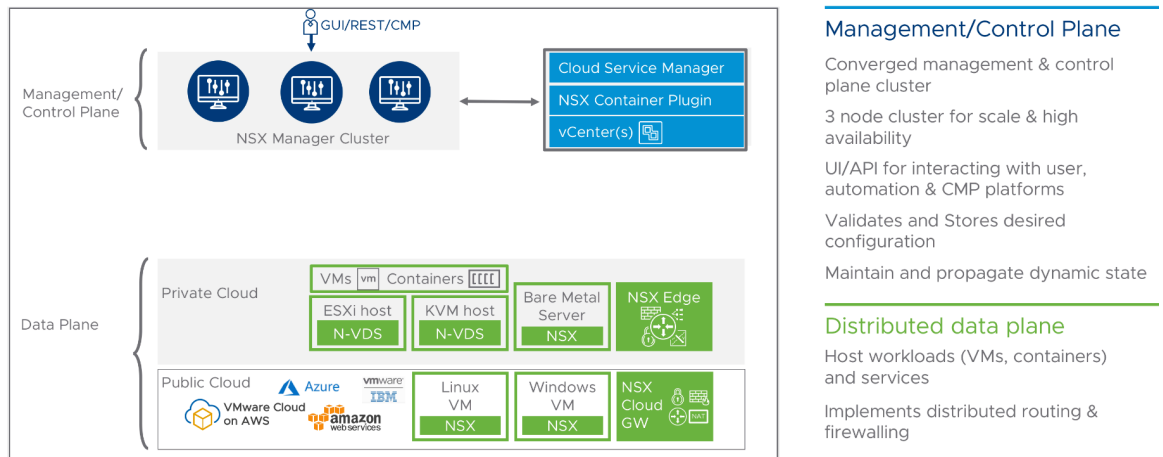 GUI/REST/CMP
Management/
Control Plane
NSX Manager Cluster
Cloud Service Manager
NSX Container Plugin
vCenter(s)
Data Plane
Private Cloud
VMs vm Containers
ESXi host
N-VDS
KVM host
N-VDS
Bare Metal
Server
NSX
NSX Edge
Public Cloud
Azure
vmware
IBM
VMware Cloud
on AWS
amazon
webservices
Linux
VM
NSX
Windows
VM
NSX
NSX
Cloud
GW
NAT
Management/Control Plane
Converged management & control
plane cluster
3 node cluster for scale & high
availability
UI/API for interacting with user,
automation & CMP platforms
Validates and Stores desired
configuration
Maintain and propagate dynamic state
Distributed data plane
Host workloads (VMs, containers)
and services
Implements distributed routing &
firewalling